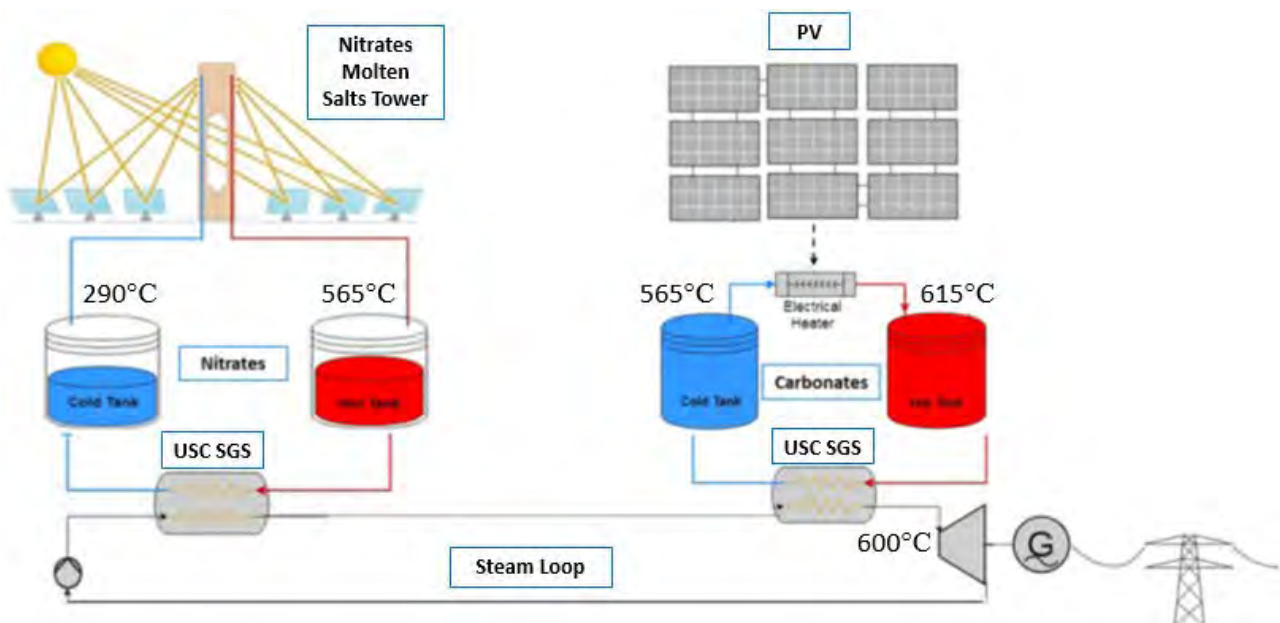 Nitrates
Molten
Salts Tower
PV
290°C
565°C
565°C
615°C
Electrical
Heater
Nitrates
Carbonates
Cold Tank
Cold Tank
USC SGS
USC SGS
600°C
G
Steam Loop